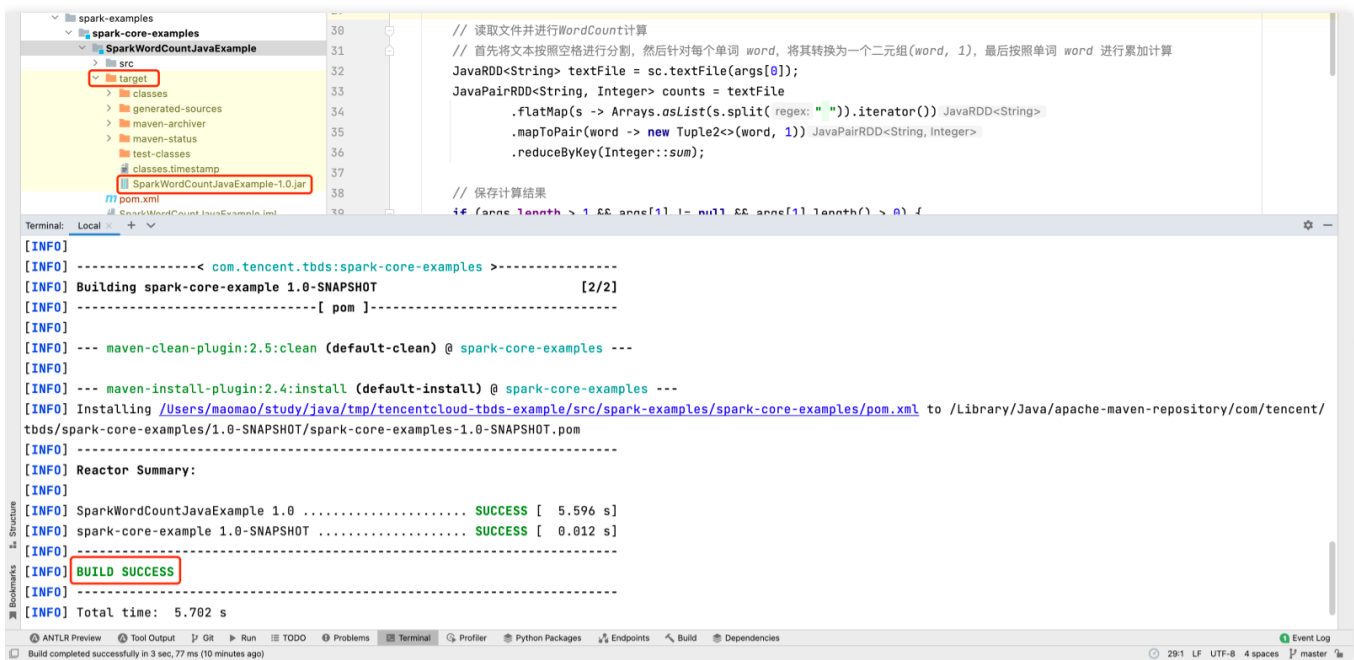 spark-examples
spark-core-examples
SparkWordCountJavaExample
src
target
classes
generated-sources
maven-archiver
maven-status
test-classes
classes.timestamp
SparkWordCountJavaExample-1.0.jar
pom.xml
SparkWordCountJavaExample.iml
30 // 读取文件并进行WordCount计算
31 // 首先将文本按照空格进行分割，然后针对每个单词 word，将其转换为一个二元组(word, 1)，最后按照单词 word 进行累加计算
32 JavaRDD<String> textFile = sc.textFile(args[0]);
33 JavaPairRDD<String, Integer> counts = textFile
34 .flatMap(s -> Arrays.asList(s.split( regex: " ")).iterator()) JavaRDD<String>
35 .mapToPair(word -> new Tuple2<>(word, 1)) JavaPairRDD<String, Integer>
36 .reduceByKey(Integer::sum);
37
38 // 保存计算结果
39 if (args.length > 1 && args[1] != null && args[1].length() > 0) {
Terminal: Local × +
[INFO]
[INFO] ----------------< com.tencent.tbds:spark-core-examples >----------------
[INFO] Building spark-core-example 1.0-SNAPSHOT [2/2]
[INFO] --------------------------------[ pom ]---------------------------------
[INFO]
[INFO] --- maven-clean-plugin:2.5:clean (default-clean) @ spark-core-examples ---
[INFO]
[INFO] --- maven-install-plugin:2.4:install (default-install) @ spark-core-examples ---
[INFO] Installing /Users/maomao/study/java/tmp/tencentcloud-tbds-example/src/spark-examples/spark-core-examples/pom.xml to /Library/Java/apache-maven-repository/com/tencent/
tbds/spark-core-examples/1.0-SNAPSHOT/spark-core-examples-1.0-SNAPSHOT.pom
[INFO] ------------------------------------------------------------------------
[INFO] Reactor Summary:
[INFO]
[INFO] SparkWordCountJavaExample 1.0 ...................... SUCCESS [  5.596 s]
[INFO] spark-core-example 1.0-SNAPSHOT .................... SUCCESS [  0.012 s]
[INFO] ------------------------------------------------------------------------
[INFO] BUILD SUCCESS
[INFO] ------------------------------------------------------------------------
[INFO] Total time:  5.702 s
Structure
Bookmarks
ANTLR Preview Tool Output Git Run TODO Problems Terminal Profiler Python Packages Endpoints Build Dependencies 1 Event Log
Build completed successfully in 3 sec, 77 ms (10 minutes ago) 29:1 LF UTF-8 4 spaces master